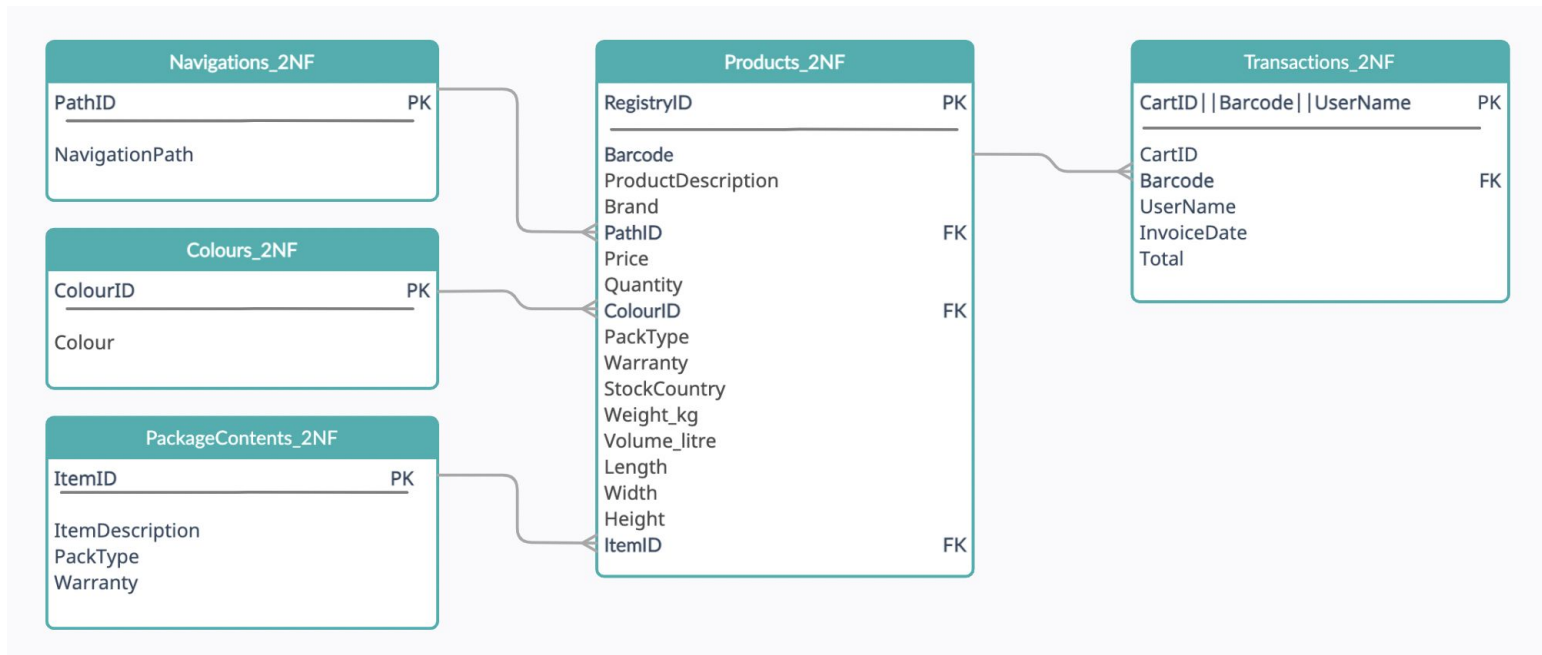 Navigations_2NF
PathID PK
NavigationPath
Colours_2NF
ColourID PK
Colour
PackageContents_2NF
ItemID PK
ItemDescription
PackType
Warranty
Products_2NF
RegistryID PK
Barcode
ProductDescription
Brand
PathID FK
Price
Quantity
ColourID FK
PackType
Warranty
StockCountry
Weight_kg
Volume_litre
Length
Width
Height
ItemID FK
Transactions_2NF
CartID||Barcode||UserName PK
CartID
Barcode FK
UserName
InvoiceDate
Total